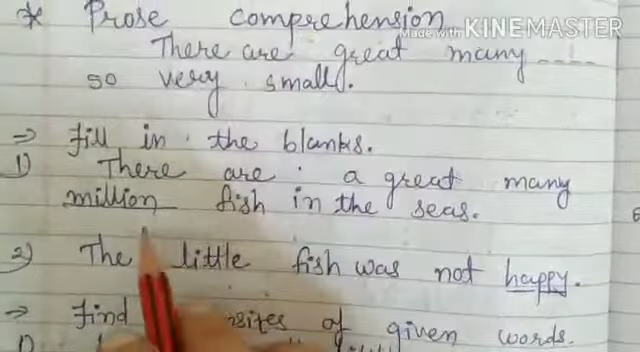 * Prose comprehension
Made with KINEMASTER
There are great many ----
so very small.
⇒ fill in the blanks.
1) There are a great many
million fish in the seas.
2) The little fish was not happy.
⇒ find of given words.
1)